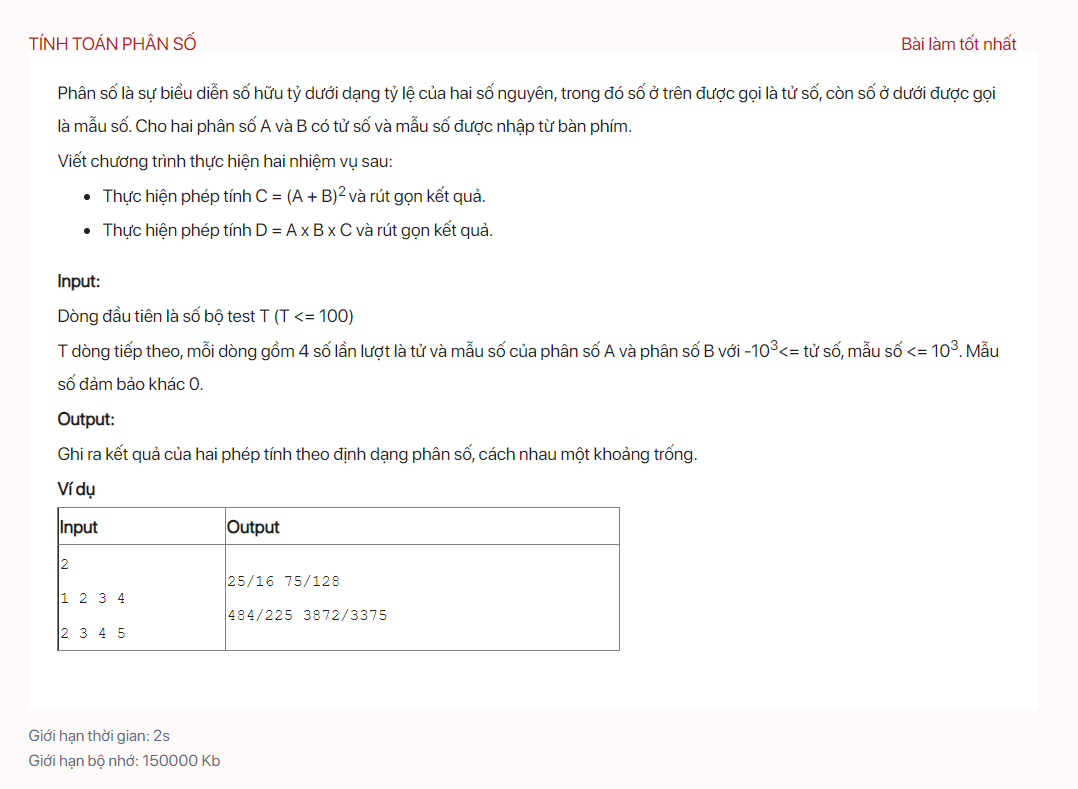 TÍNH TOÁN PHÂN SỐ
Bài làm tốt nhất
Phân số là sự biểu diễn số hữu tỷ dưới dạng tỷ lệ của hai số nguyên, trong đó số ở trên được gọi là tử số, còn số ở dưới được gọi
là mẫu số. Cho hai phân số A và B có tử số và mẫu số được nhập từ bàn phím.
Viết chương trình thực hiện hai nhiệm vụ sau:
• Thực hiện phép tính C = (A + B)² và rút gọn kết quả.
• Thực hiện phép tính D = A x B x C và rút gọn kết quả.
Input:
Dòng đầu tiên là số bộ test T (T <= 100)
T dòng tiếp theo, mỗi dòng gồm 4 số lần lượt là tử và mẫu số của phân số A và phân số B với -10³<= tử số, mẫu số <= 10³. Mẫu
số đảm bảo khác 0.
Output:
Ghi ra kết quả của hai phép tính theo định dạng phân số, cách nhau một khoảng trống.
Ví dụ
Input
Output
2
1 2 3 4
2 3 4 5
25/16 75/128
484/225 3872/3375
Giới hạn thời gian: 2s
Giới hạn bộ nhớ: 150000 Kb